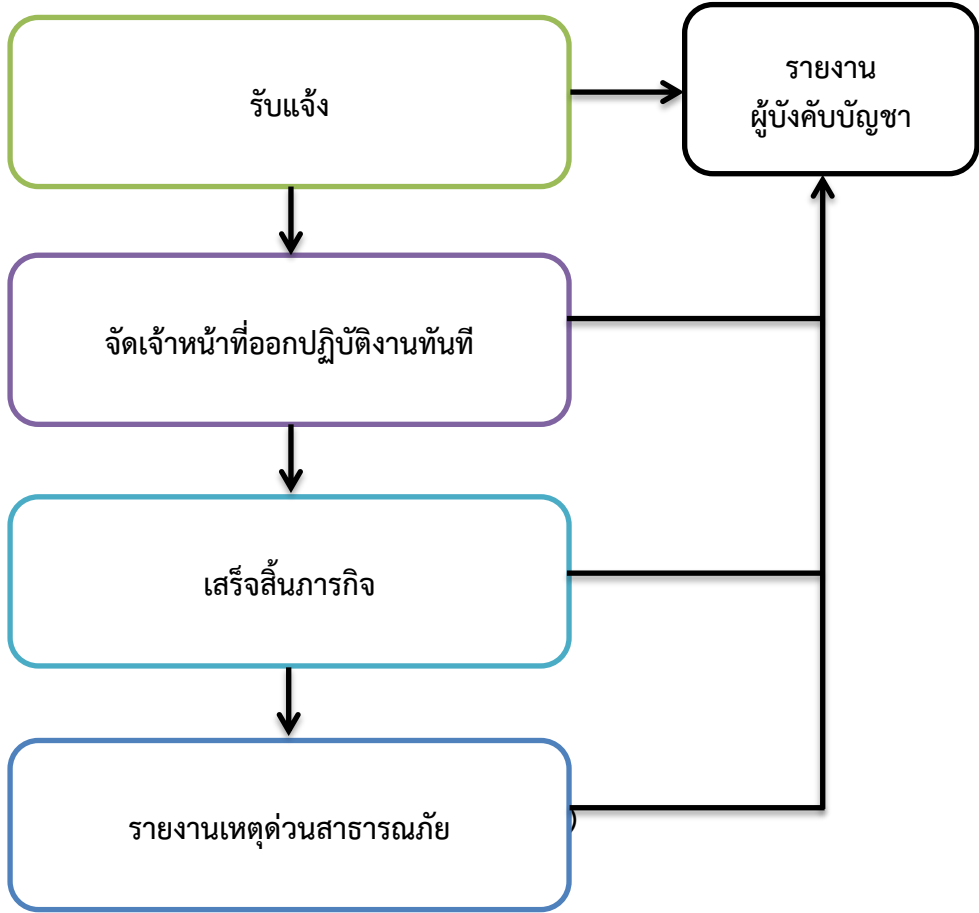 รับแจ้ง
รายงาน
ผู้บังคับบัญชา
จัดเจ้าหน้าที่ออกปฏิบัติงานทันที
เสร็จสิ้นภารกิจ
รายงานเหตุด่วนสาธารณภัย
)